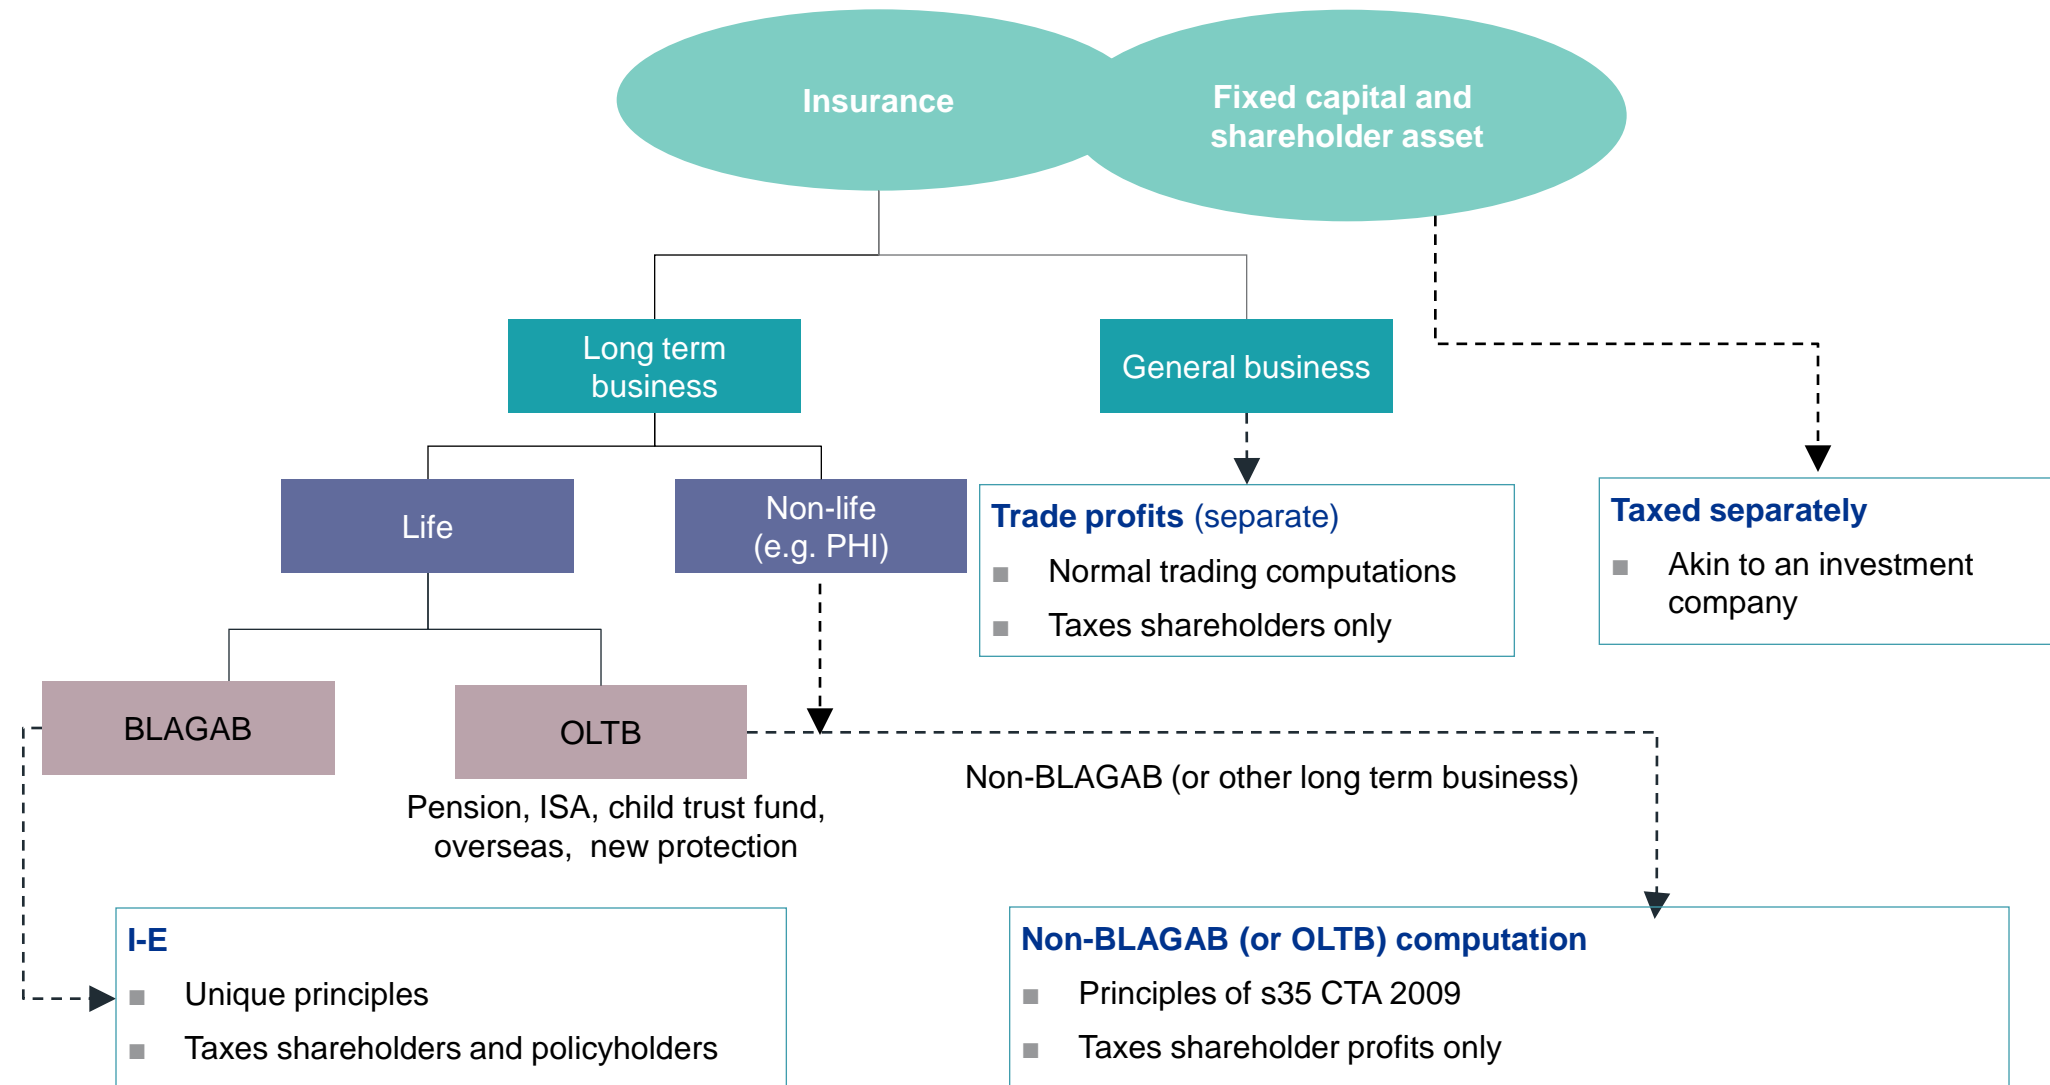 Insurance
Fixed capital and
shareholder asset
Long term
business
General business
Life
Non-life
(e.g. PHI)
Trade profits (separate)
■ Normal trading computations
■ Taxes shareholders only
Taxed separately
■ Akin to an investment
company
BLAGAB
OLTB
Pension, ISA, child trust fund,
overseas, new protection
Non-BLAGAB (or other long term business)
I-E
■ Unique principles
■ Taxes shareholders and policyholders
Non-BLAGAB (or OLTB) computation
■ Principles of s35 CTA 2009
■ Taxes shareholder profits only